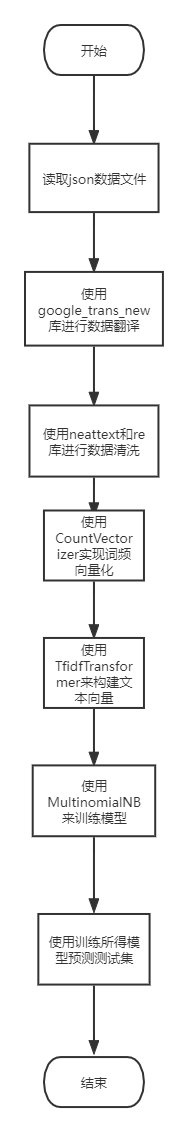 开始
读取json数据文件
使用
google_trans_new
库进行数据翻译
使用neattext和re
库进行数据清洗
使用
CountVector
izer实现词频
向量化
使用
TfidfTransfor
mer来构建文
本向量
使用
MultinomialNB
来训练模型
使用训练所得模
型预测测试集
结束